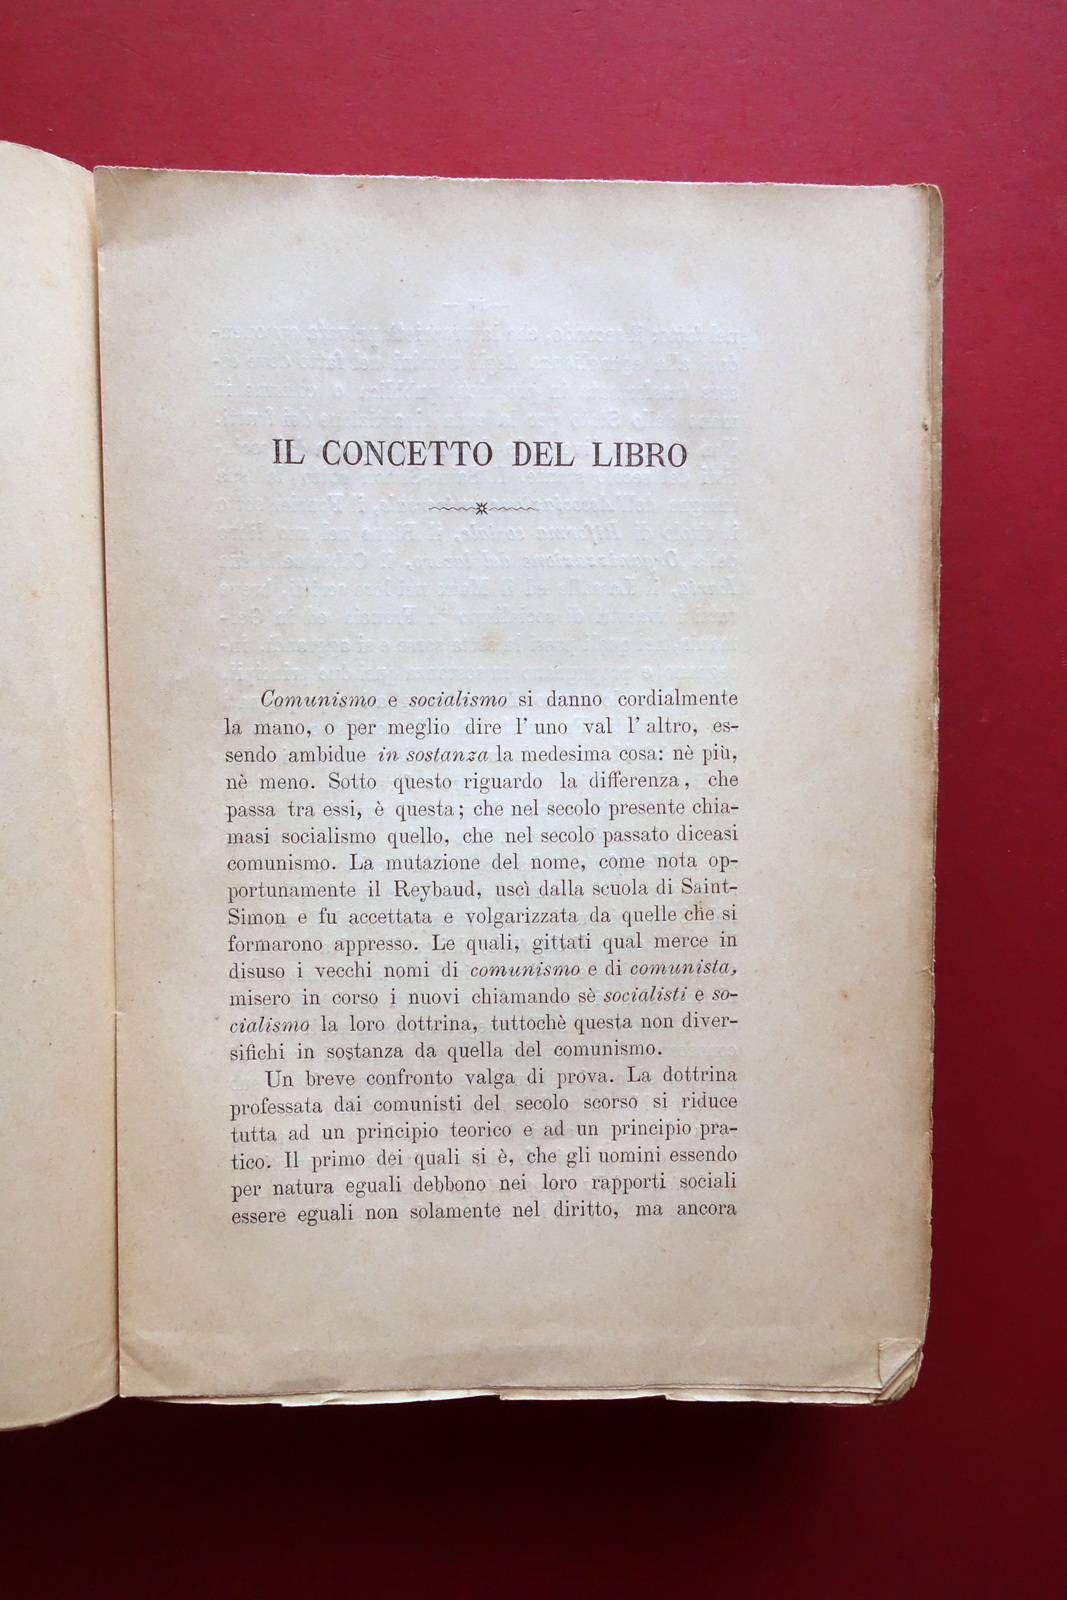 IL CONCETTO DEL LIBRO
Comunismo e socialismo si danno cordialmente
la mano, o per meglio dire l' uno val l' altro, es-
sendo ambidue in sostanza la medesima cosa: nè più,
nè meno. Sotto questo riguardo la differenza, che
passa tra essi, è questa; che nel secolo presente chia-
masi socialismo quello, che nel secolo passato diceasi
comunismo. La mutazione del nome, come nota op-
portunamente il Reybaud, uscì dalla scuola di Saint-
Simon e fu accettata e volgarizzata da quelle che si
formarono appresso. Le quali, gittati qual merce in
disuso i vecchi nomi di comunismo e di comunista,
misero in corso i nuovi chiamando sè socialisti e so-
cialismo la loro dottrina, tuttochè questa non diver-
sifichi in sostanza da quella del comunismo.
Un breve confronto valga di prova. La dottrina
professata dai comunisti del secolo scorso si riduce
tutta ad un principio teorico e ad un principio pra-
tico. Il primo dei quali si è, che gli uomini essendo
per natura eguali debbono nei loro rapporti sociali
essere eguali non solamente nel diritto, ma ancora